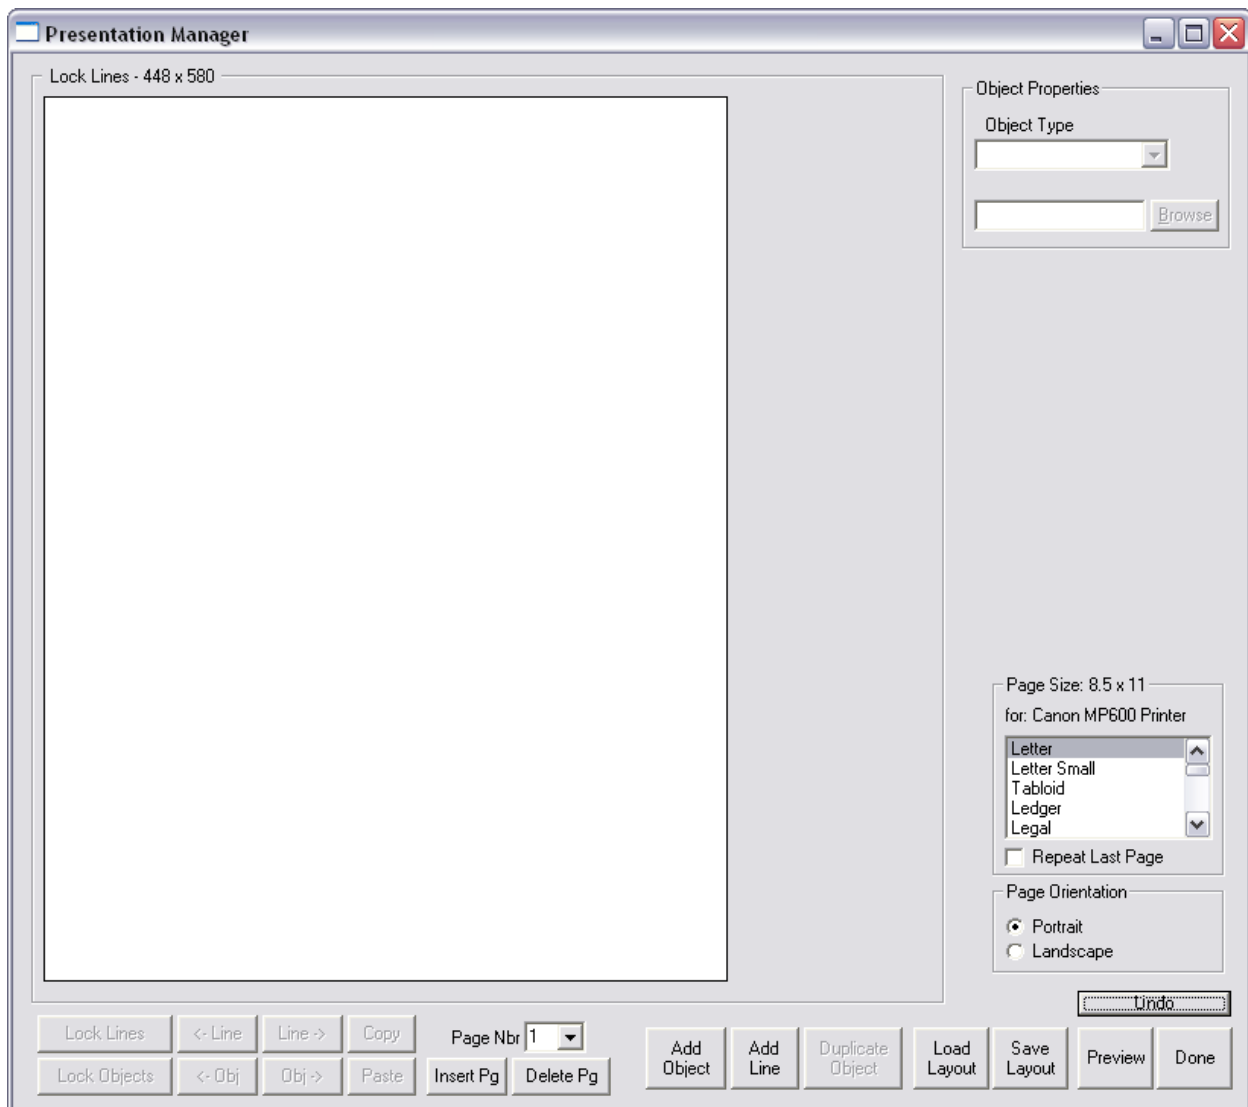 Presentation Manager
Lock Lines - 448 x 580
Object Properties
Object Type
Browse
Page Size: 8.5 x 11
for: Canon MP600 Printer
Letter
Letter Small
Tabloid
Ledger
Legal
Repeat Last Page
Page Orientation
Portrait
Landscape
Undo
Lock Lines
<- Line
Line ->
Copy
Page Nbr 1
Lock Objects
<- Obj
Obj ->
Paste
Insert Pg
Delete Pg
Add
Object
Add
Line
Duplicate
Object
Load
Layout
Save
Layout
Preview
Done